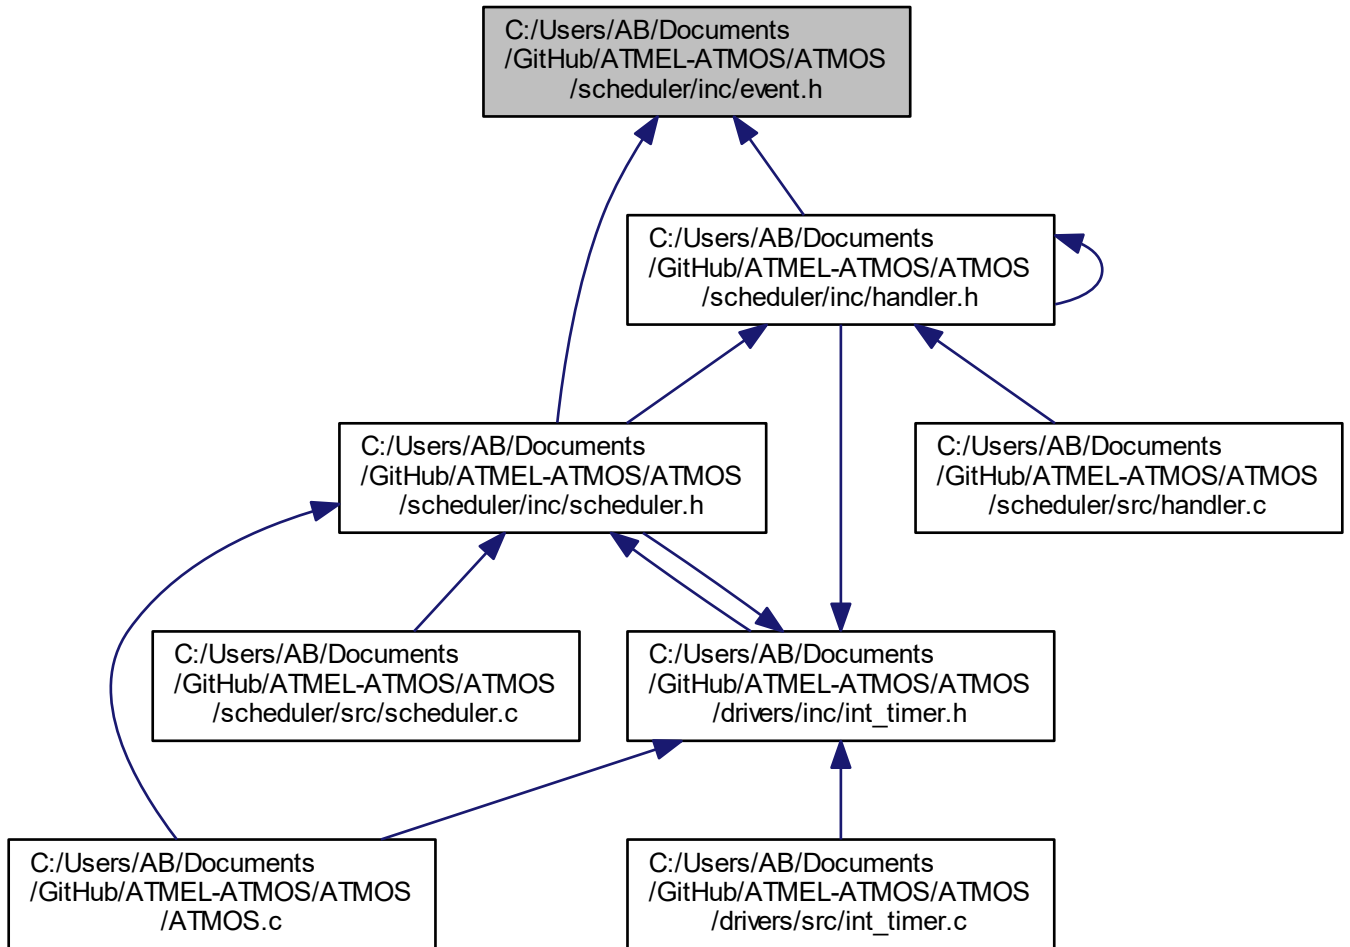 C:/Users/AB/Documents
/GitHub/ATMEL-ATMOS/ATMOS
/scheduler/inc/event.h
C:/Users/AB/Documents
/GitHub/ATMEL-ATMOS/ATMOS
/scheduler/inc/handler.h
C:/Users/AB/Documents
/GitHub/ATMEL-ATMOS/ATMOS
/scheduler/inc/scheduler.h
C:/Users/AB/Documents
/GitHub/ATMEL-ATMOS/ATMOS
/scheduler/src/handler.c
C:/Users/AB/Documents
/GitHub/ATMEL-ATMOS/ATMOS
/scheduler/src/scheduler.c
C:/Users/AB/Documents
/GitHub/ATMEL-ATMOS/ATMOS
/drivers/inc/int_timer.h
C:/Users/AB/Documents
/GitHub/ATMEL-ATMOS/ATMOS
/ATMOS.c
C:/Users/AB/Documents
/GitHub/ATMEL-ATMOS/ATMOS
/drivers/src/int_timer.c